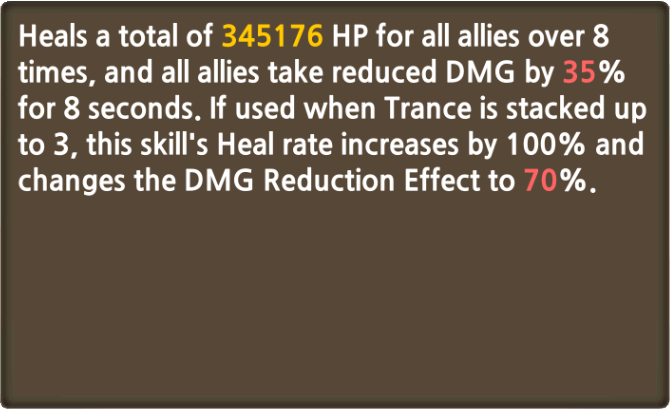 Heals a total of 345176 HP for all allies over 8
times, and all allies take reduced DMG by 35%
for 8 seconds. If used when Trance is stacked up
to 3, this skill's Heal rate increases by 100% and
changes the DMG Reduction Effect to 70%.